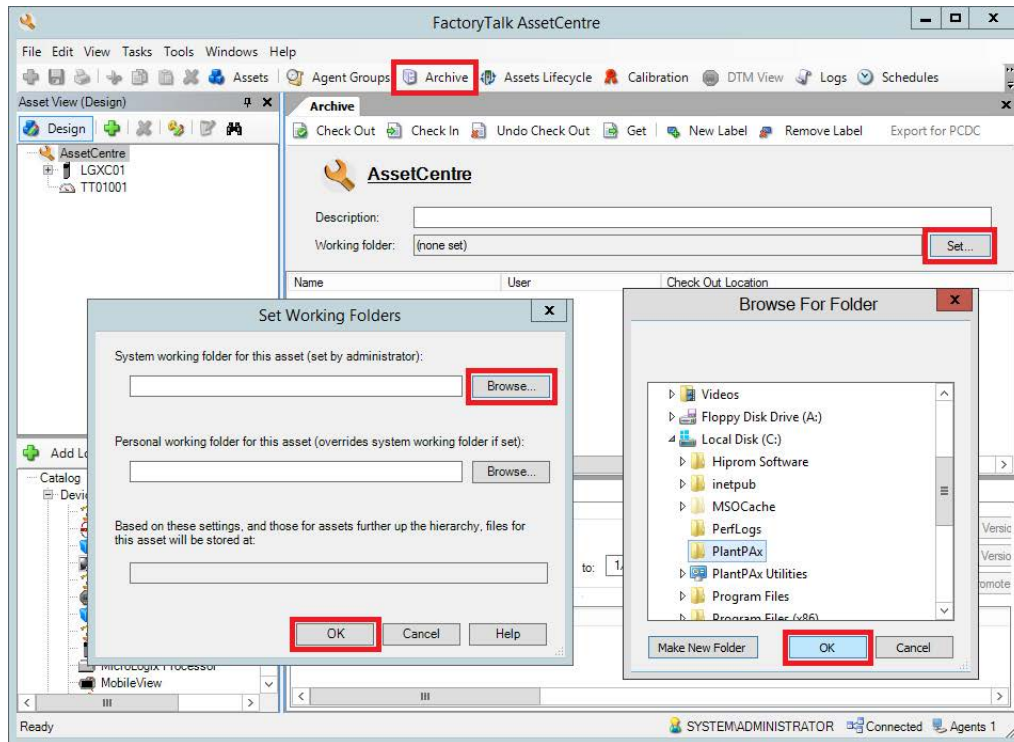 FactoryTalk AssetCentre
File Edit View Tasks Tools Windows Help
Assets Agent Groups Archive Assets Lifecycle Calibration DTM View Logs Schedules
Asset View (Design)
Archive
Design
Check Out Check In Undo Check Out Get New Label Remove Label Export for PCDC
AssetCentre
LGXC01
TT01001
AssetCentre
Description:
Working folder: (none set) Set...
Name User Check Out Location
Set Working Folders
System working folder for this asset (set by administrator):
Browse...
Personal working folder for this asset (overrides system working folder if set):
Browse...
Based on these settings, and those for assets further up the hierarchy, files for
this asset will be stored at:
OK Cancel Help
Browse For Folder
Videos
Floppy Disk Drive (A:)
Local Disk (C:)
Hiprom Software
inetpub
MSOCache
PerfLogs
PlantPAx
PlantPAx Utilities
Program Files
Program Files (x86)
Make New Folder OK Cancel
Add
Catalog
to:
MicroLogix Processor
MobileView
Ready
SYSTEM\ADMINISTRATOR Connected Agents 1